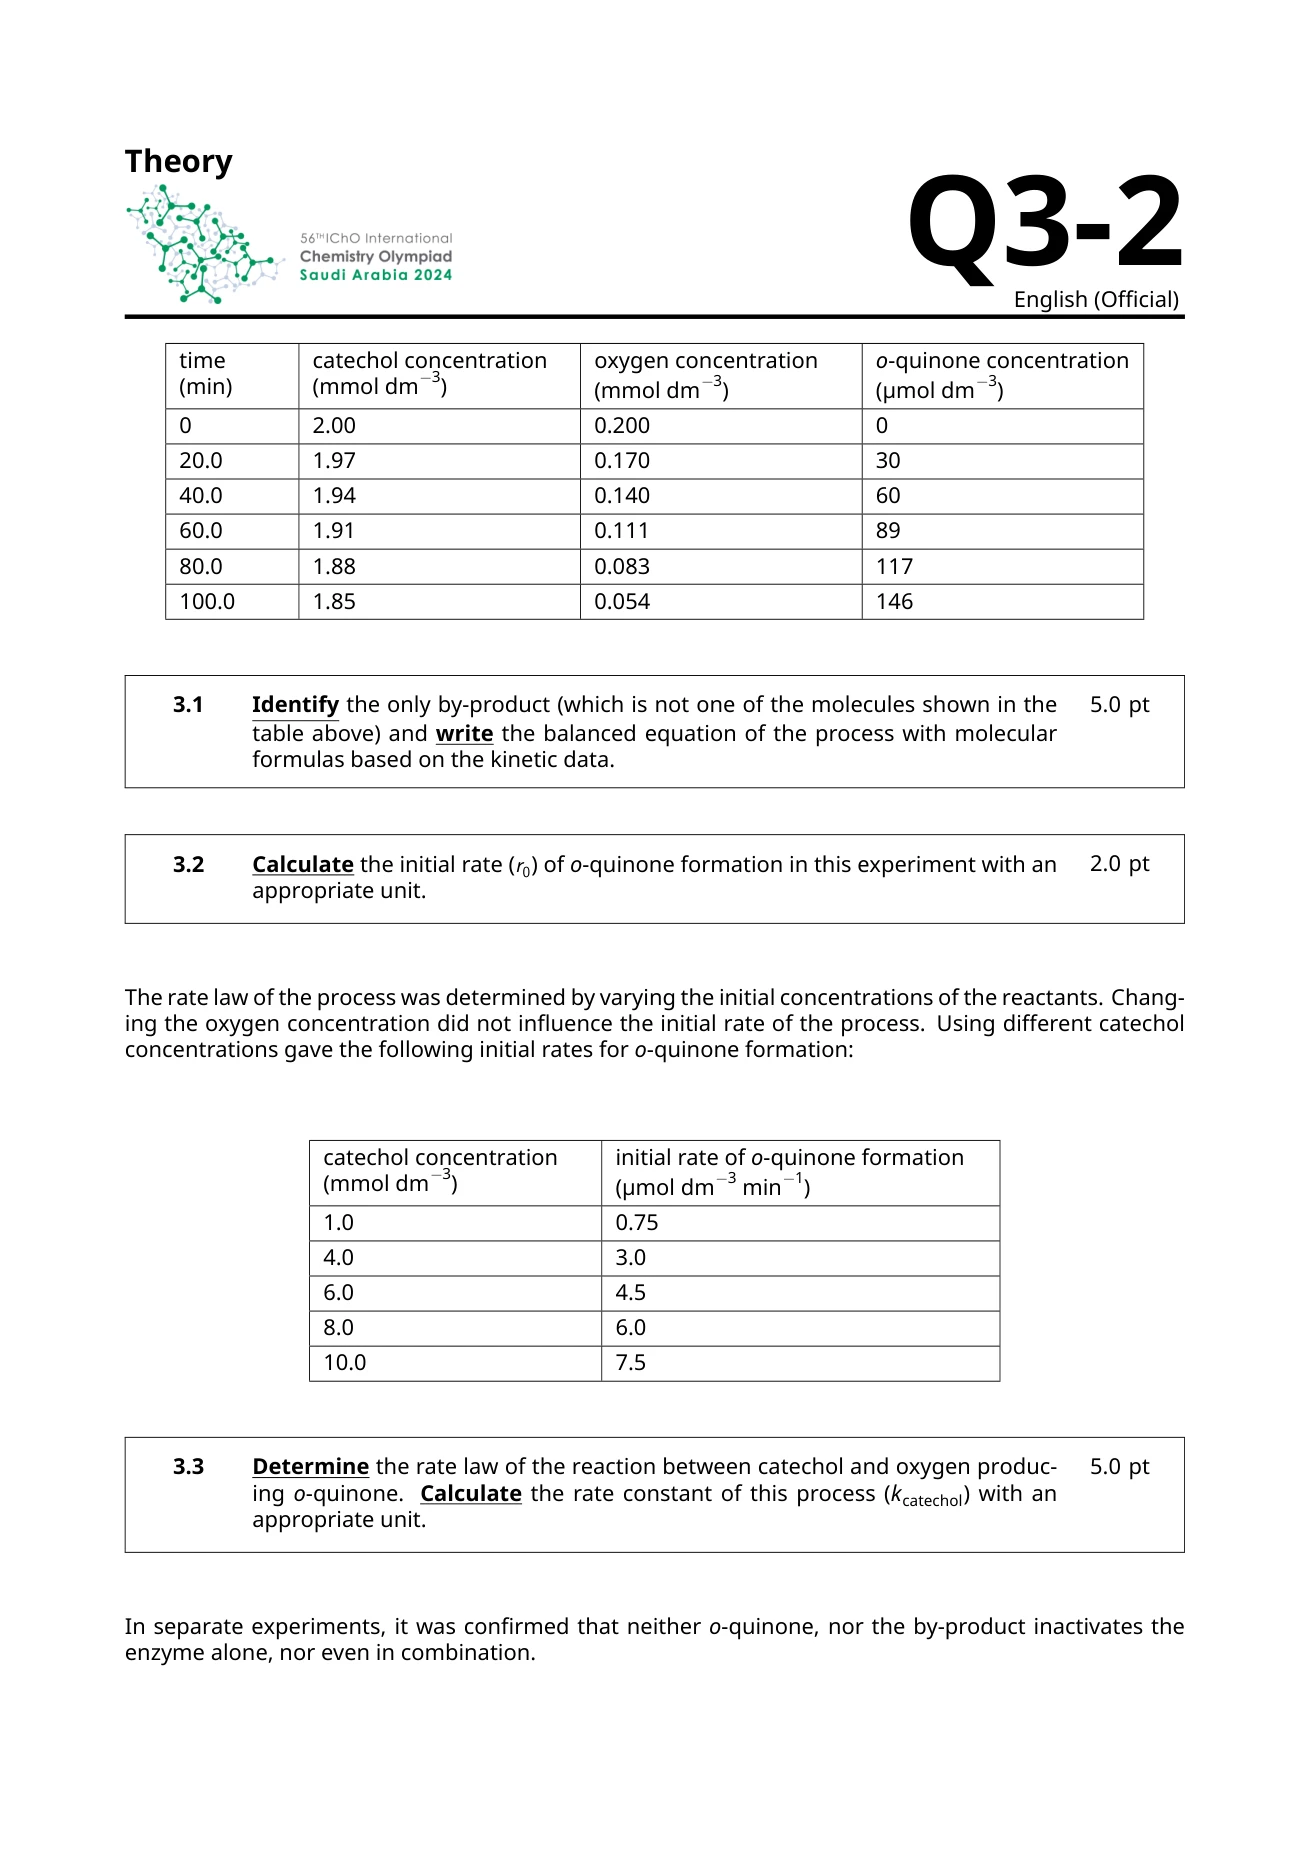 Theory
56ᵀᴴIChO International
Chemistry Olympiad
Saudi Arabia 2024
Q3-2
English (Official)
time (min) | catechol concentration (mmol dm⁻³) | oxygen concentration (mmol dm⁻³) | o-quinone concentration (µmol dm⁻³)
0 | 2.00 | 0.200 | 0
20.0 | 1.97 | 0.170 | 30
40.0 | 1.94 | 0.140 | 60
60.0 | 1.91 | 0.111 | 89
80.0 | 1.88 | 0.083 | 117
100.0 | 1.85 | 0.054 | 146
3.1 Identify the only by-product (which is not one of the molecules shown in the 5.0 pt
table above) and write the balanced equation of the process with molecular
formulas based on the kinetic data.
3.2 Calculate the initial rate (r₀) of o-quinone formation in this experiment with an 2.0 pt
appropriate unit.
The rate law of the process was determined by varying the initial concentrations of the reactants. Chang-
ing the oxygen concentration did not influence the initial rate of the process. Using different catechol
concentrations gave the following initial rates for o-quinone formation:
catechol concentration (mmol dm⁻³) | initial rate of o-quinone formation (µmol dm⁻³ min⁻¹)
1.0 | 0.75
4.0 | 3.0
6.0 | 4.5
8.0 | 6.0
10.0 | 7.5
3.3 Determine the rate law of the reaction between catechol and oxygen produc- 5.0 pt
ing o-quinone. Calculate the rate constant of this process (k_catechol) with an
appropriate unit.
In separate experiments, it was confirmed that neither o-quinone, nor the by-product inactivates the
enzyme alone, nor even in combination.